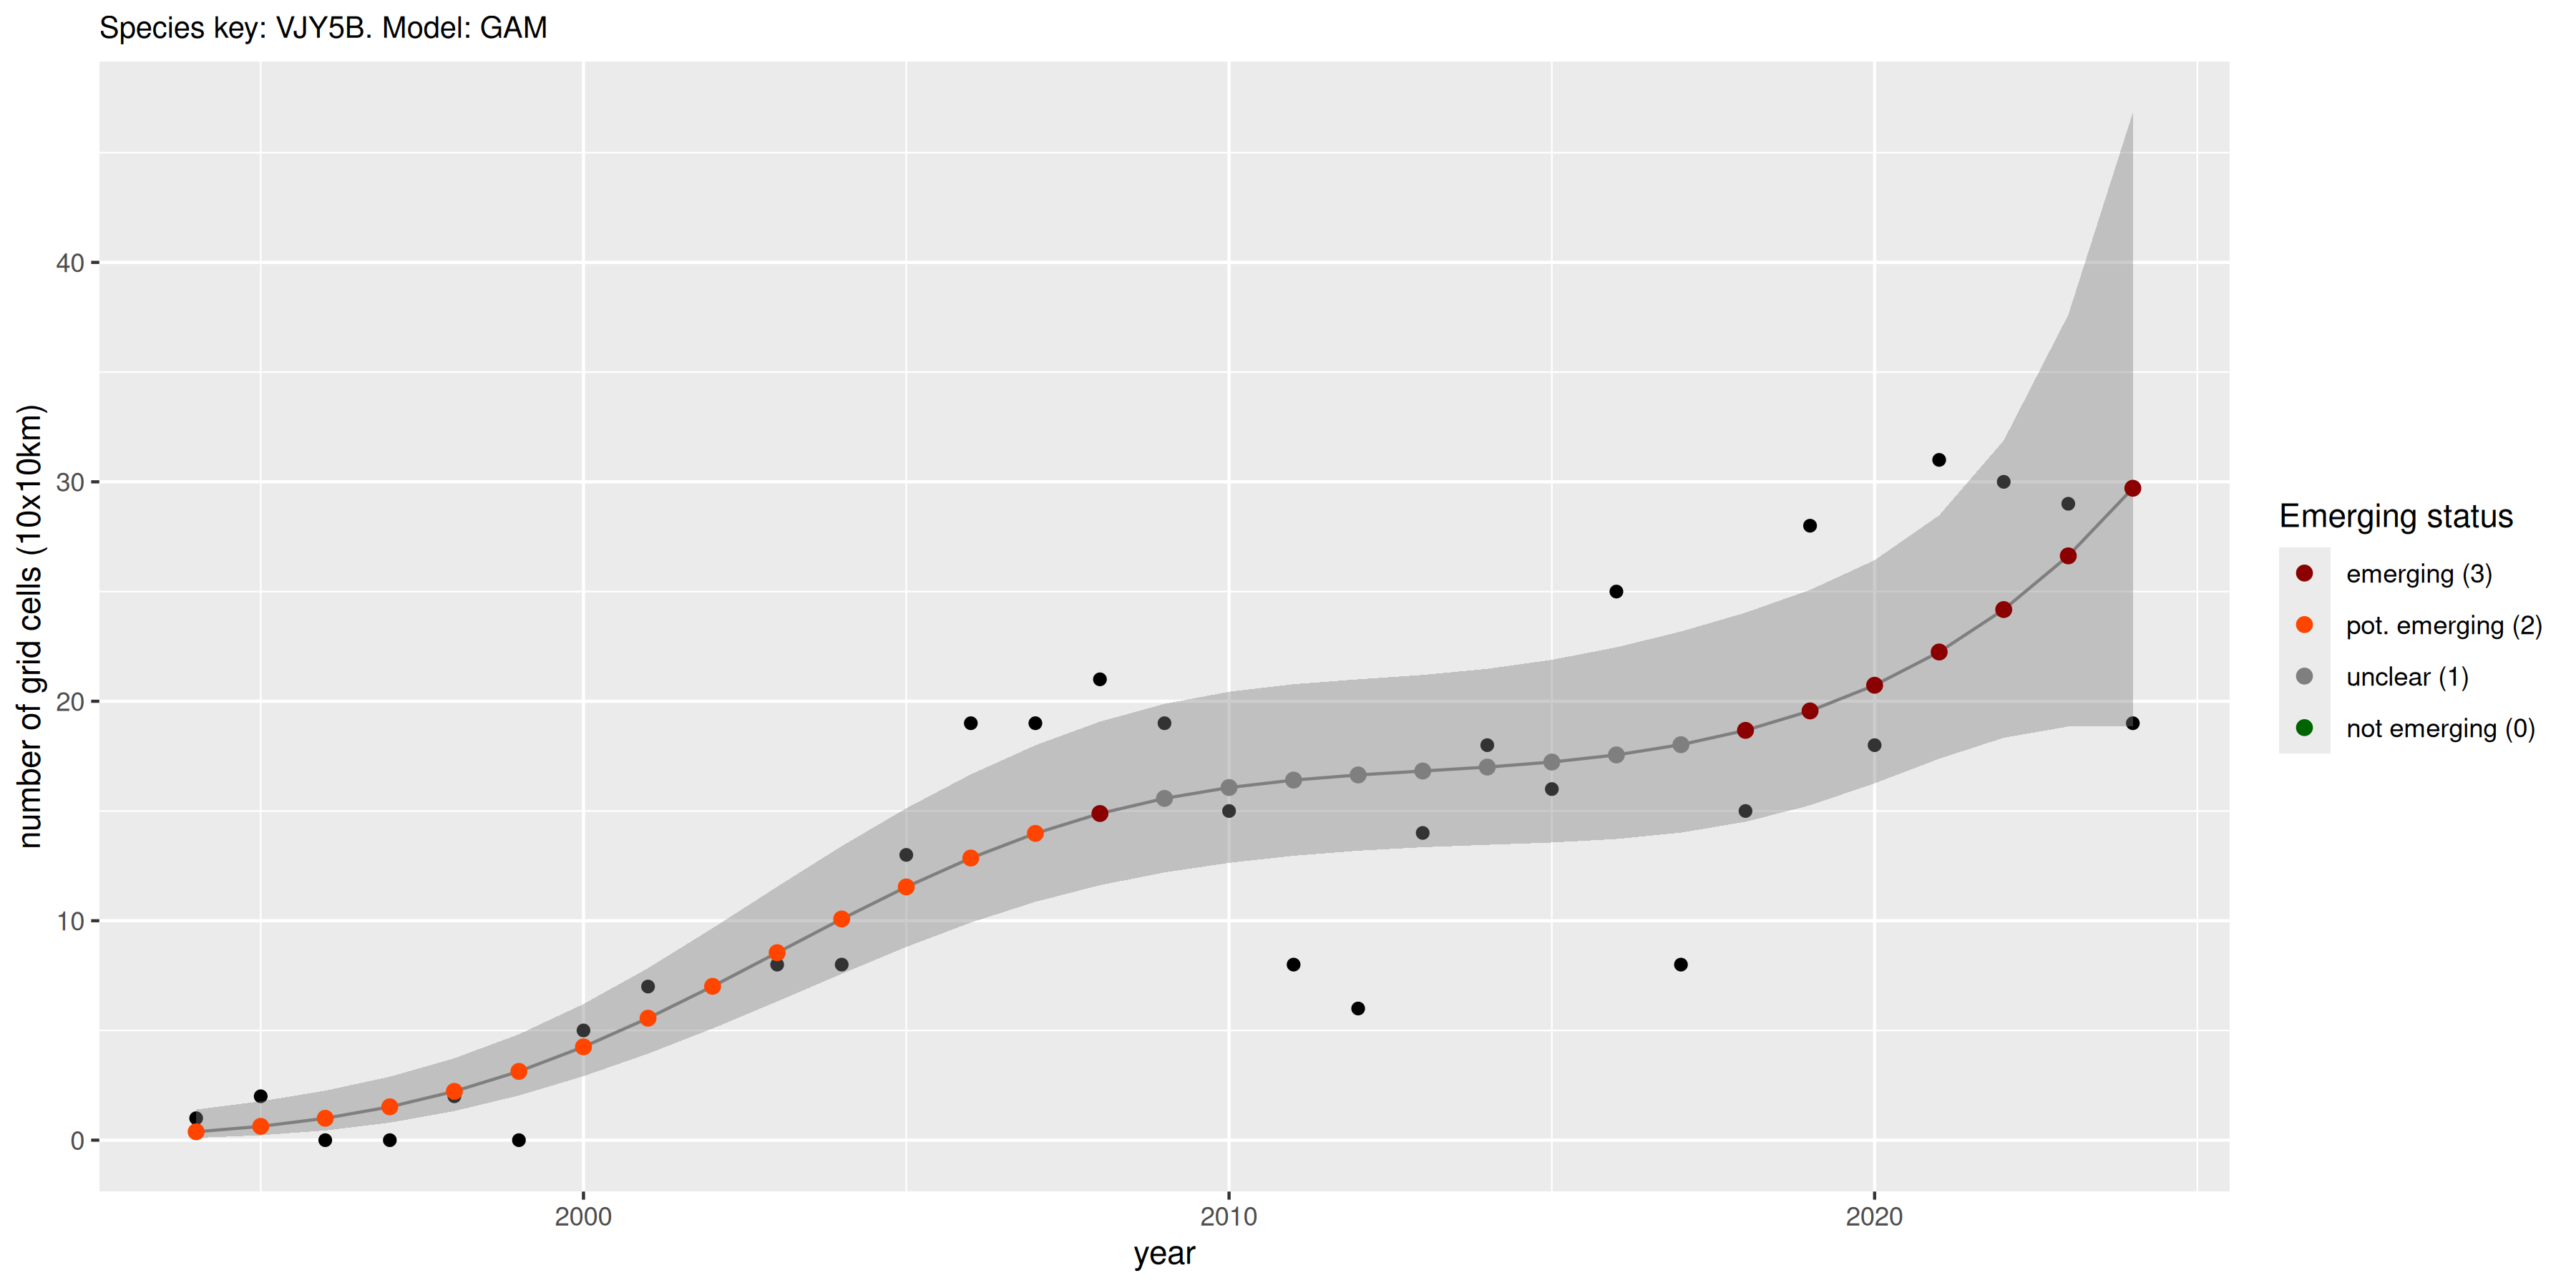 Species key: VJY5B. Model: GAM
number of grid cells (10x10km)
40
30
20
10
0
2000
2010
2020
year
Emerging status
emerging (3)
pot. emerging (2)
unclear (1)
not emerging (0)